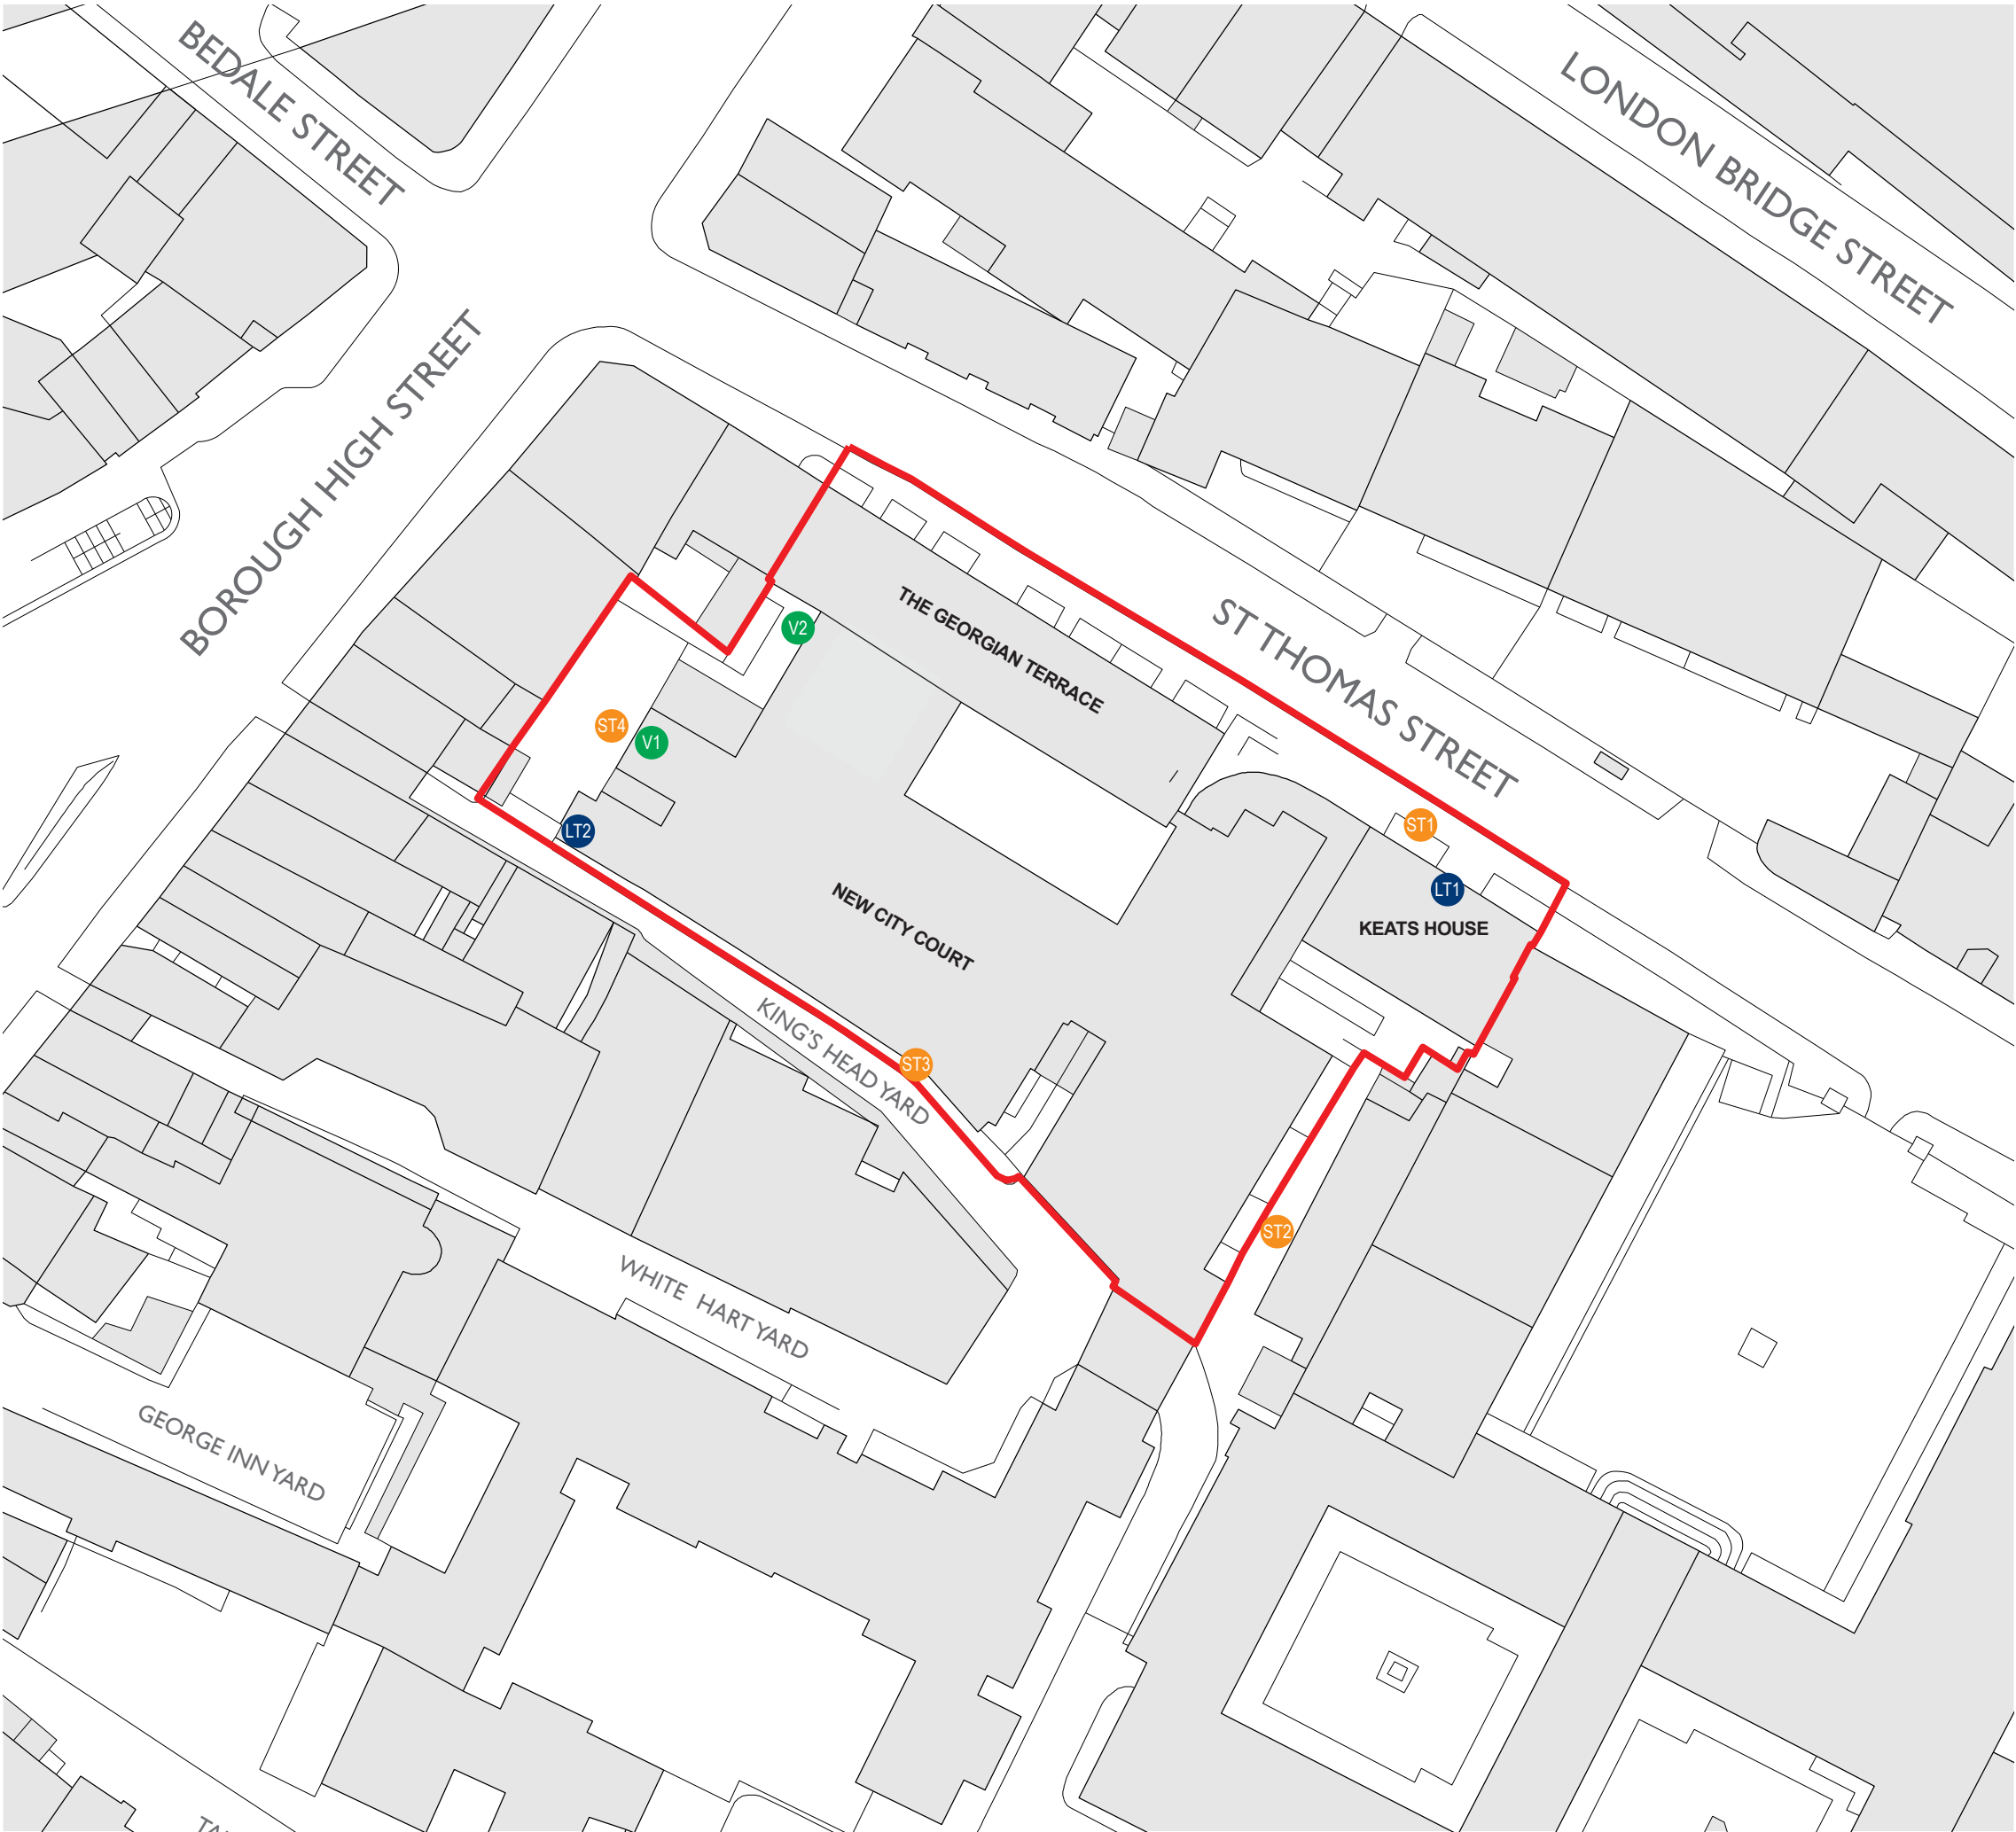 BEDALE STREET
LONDON BRIDGE STREET
BOROUGH HIGH STREET
THE GEORGIAN TERRACE
ST THOMAS STREET
V2
ST4
V1
LT2
ST1
LT1
KEATS HOUSE
NEW CITY COURT
KING'S HEAD YARD
ST3
ST2
WHITE HART YARD
GEORGE INN YARD